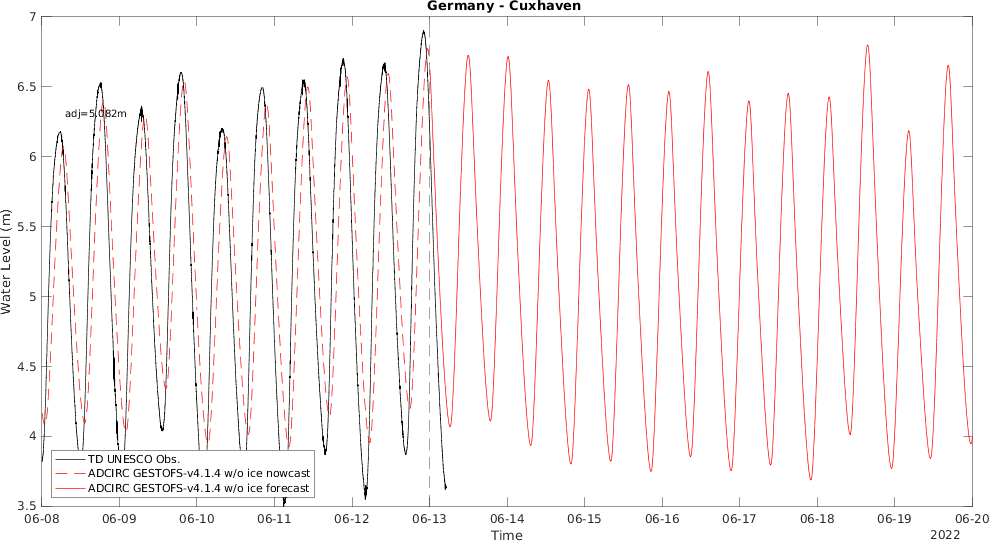 Germany - Cuxhaven
7
6.5
6
5.5
5
4.5
4
3.5
Water Level (m)
adj=5.082m
TD UNESCO Obs.
ADCIRC GESTOFS-v4.1.4 w/o ice nowcast
ADCIRC GESTOFS-v4.1.4 w/o ice forecast
06-08 06-09 06-10 06-11 06-12 06-13 06-14 06-15 06-16 06-17 06-18 06-19 06-20
Time
2022